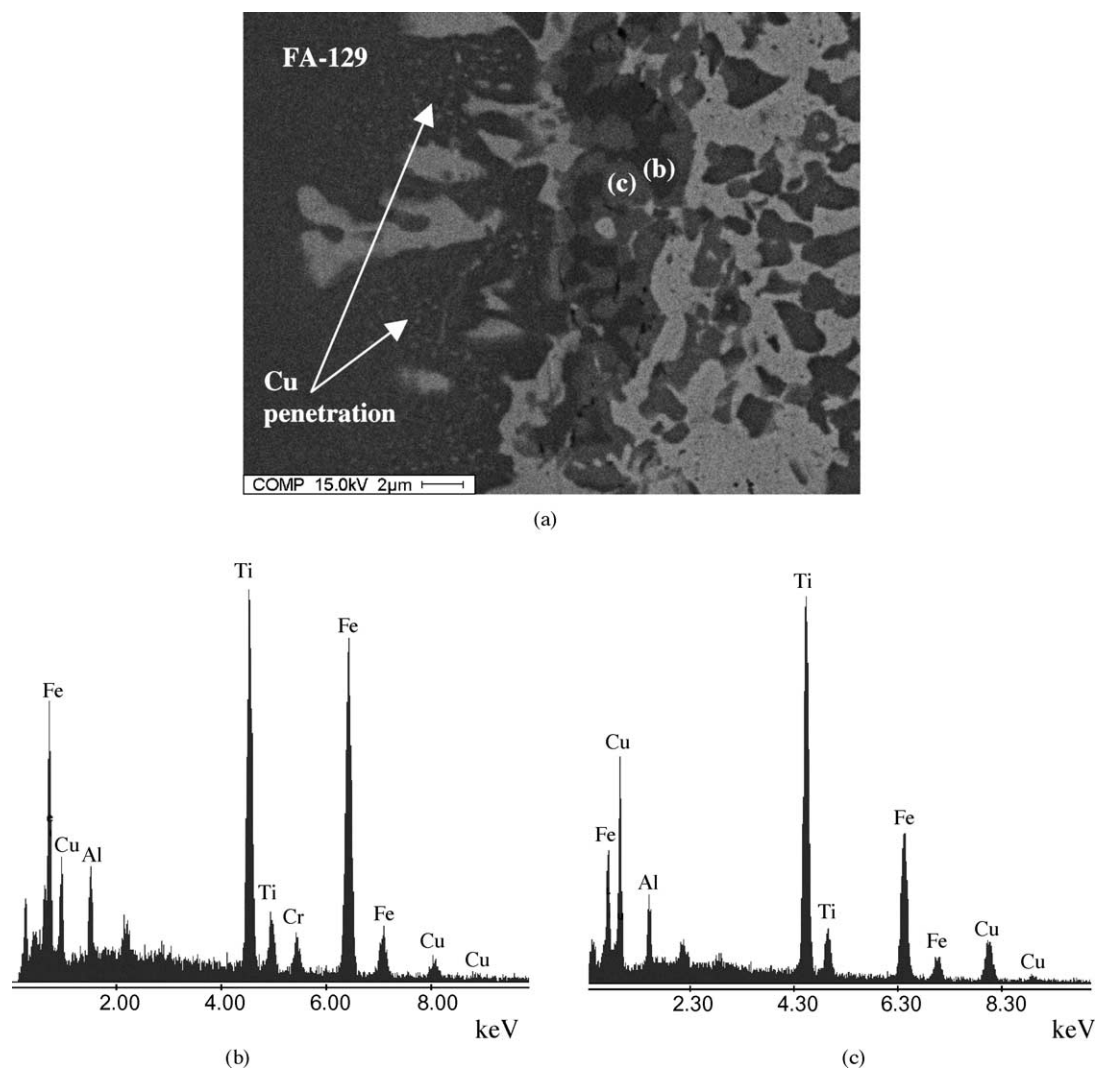 FA-129
(b)
(c)
Cu
penetration
COMP 15.0kV 2µm
(a)
Ti
Fe
Fe
Cu
Al
Ti
Cr
Fe
Cu
Cu
2.00 4.00 6.00 8.00
keV
(b)
Ti
Cu
Fe
Fe
Al
Ti
Fe
Cu
Cu
2.30 4.30 6.30 8.30
keV
(c)